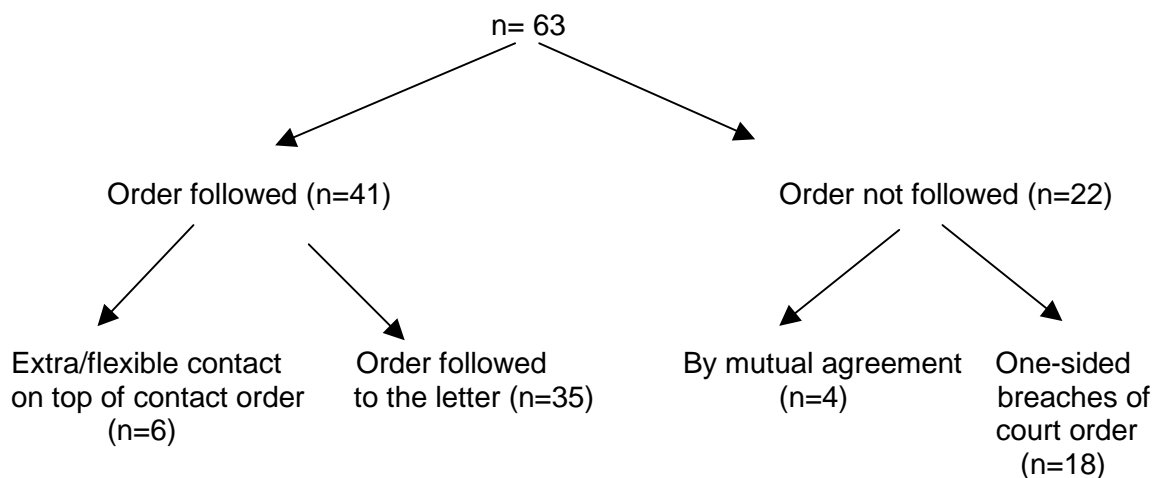 n= 63
Order followed (n=41)
Order not followed (n=22)
Extra/flexible contact
on top of contact order
(n=6)
Order followed
to the letter (n=35)
By mutual agreement
(n=4)
One-sided
breaches of
court order
(n=18)